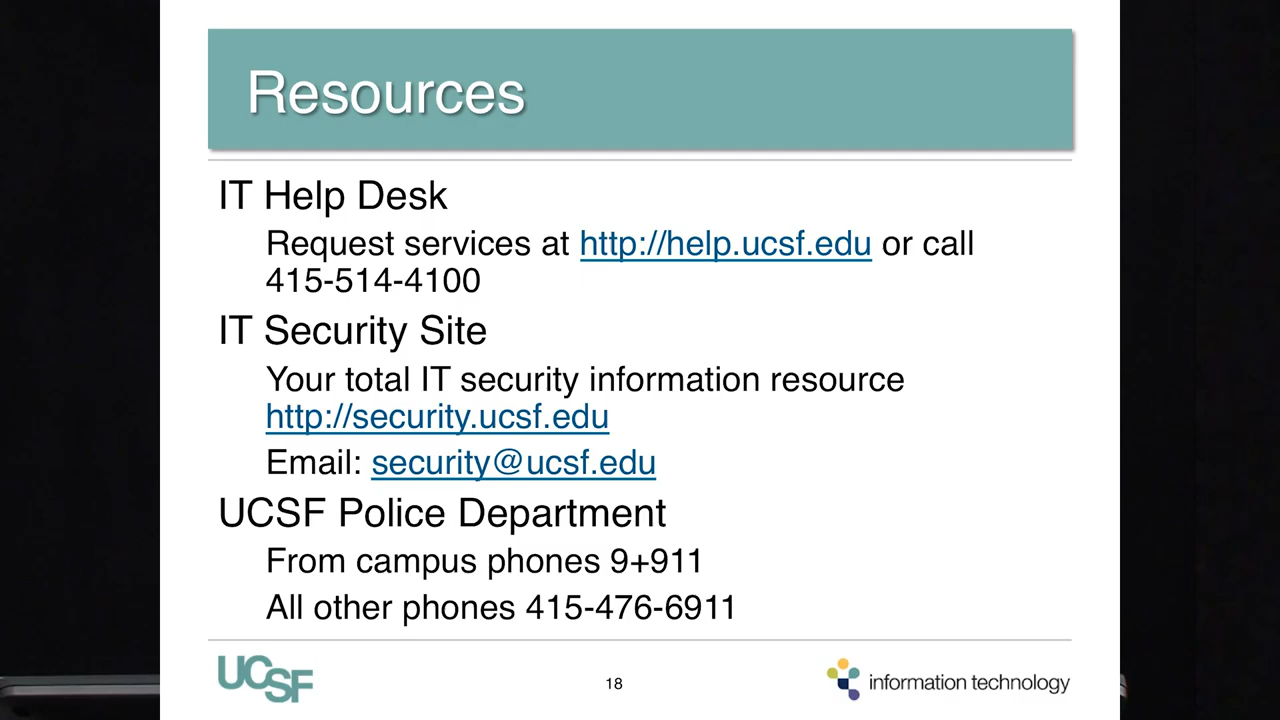 Resources
IT Help Desk
Request services at http://help.ucsf.edu or call
415-514-4100
IT Security Site
Your total IT security information resource
http://security.ucsf.edu
Email: security@ucsf.edu
UCSF Police Department
From campus phones 9+911
All other phones 415-476-6911
UCSF
18
information technology